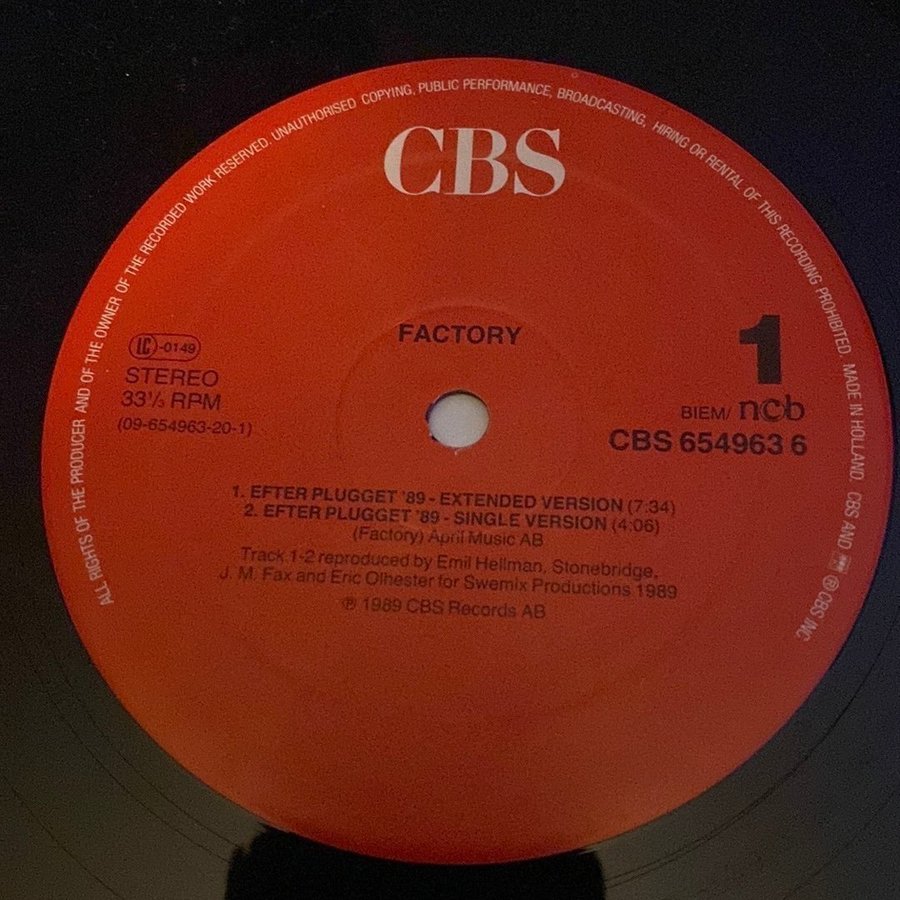 ALL RIGHTS OF THE PRODUCER AND OF THE OWNER OF THE RECORDED WORK RESERVED. UNAUTHORISED COPYING, PUBLIC PERFORMANCE, BROADCASTING, HIRING OR RENTAL OF THIS RECORDING PROHIBITED. MADE IN HOLLAND. CBS AND ℗ CBS INC
CBS
FACTORY
1
LC-0149
STEREO
33⅓ RPM
(09-654963-20-1)
BIEM/ ncb
CBS 654963 6
1. EFTER PLUGGET '89 - EXTENDED VERSION (7:34)
2. EFTER PLUGGET '89 - SINGLE VERSION (4:06)
(Factory) April Music AB
Track 1-2 reproduced by Emil Hellman, Stonebridge,
J. M. Fax and Eric Olhester for Swemix Productions 1989
℗ 1989 CBS Records AB